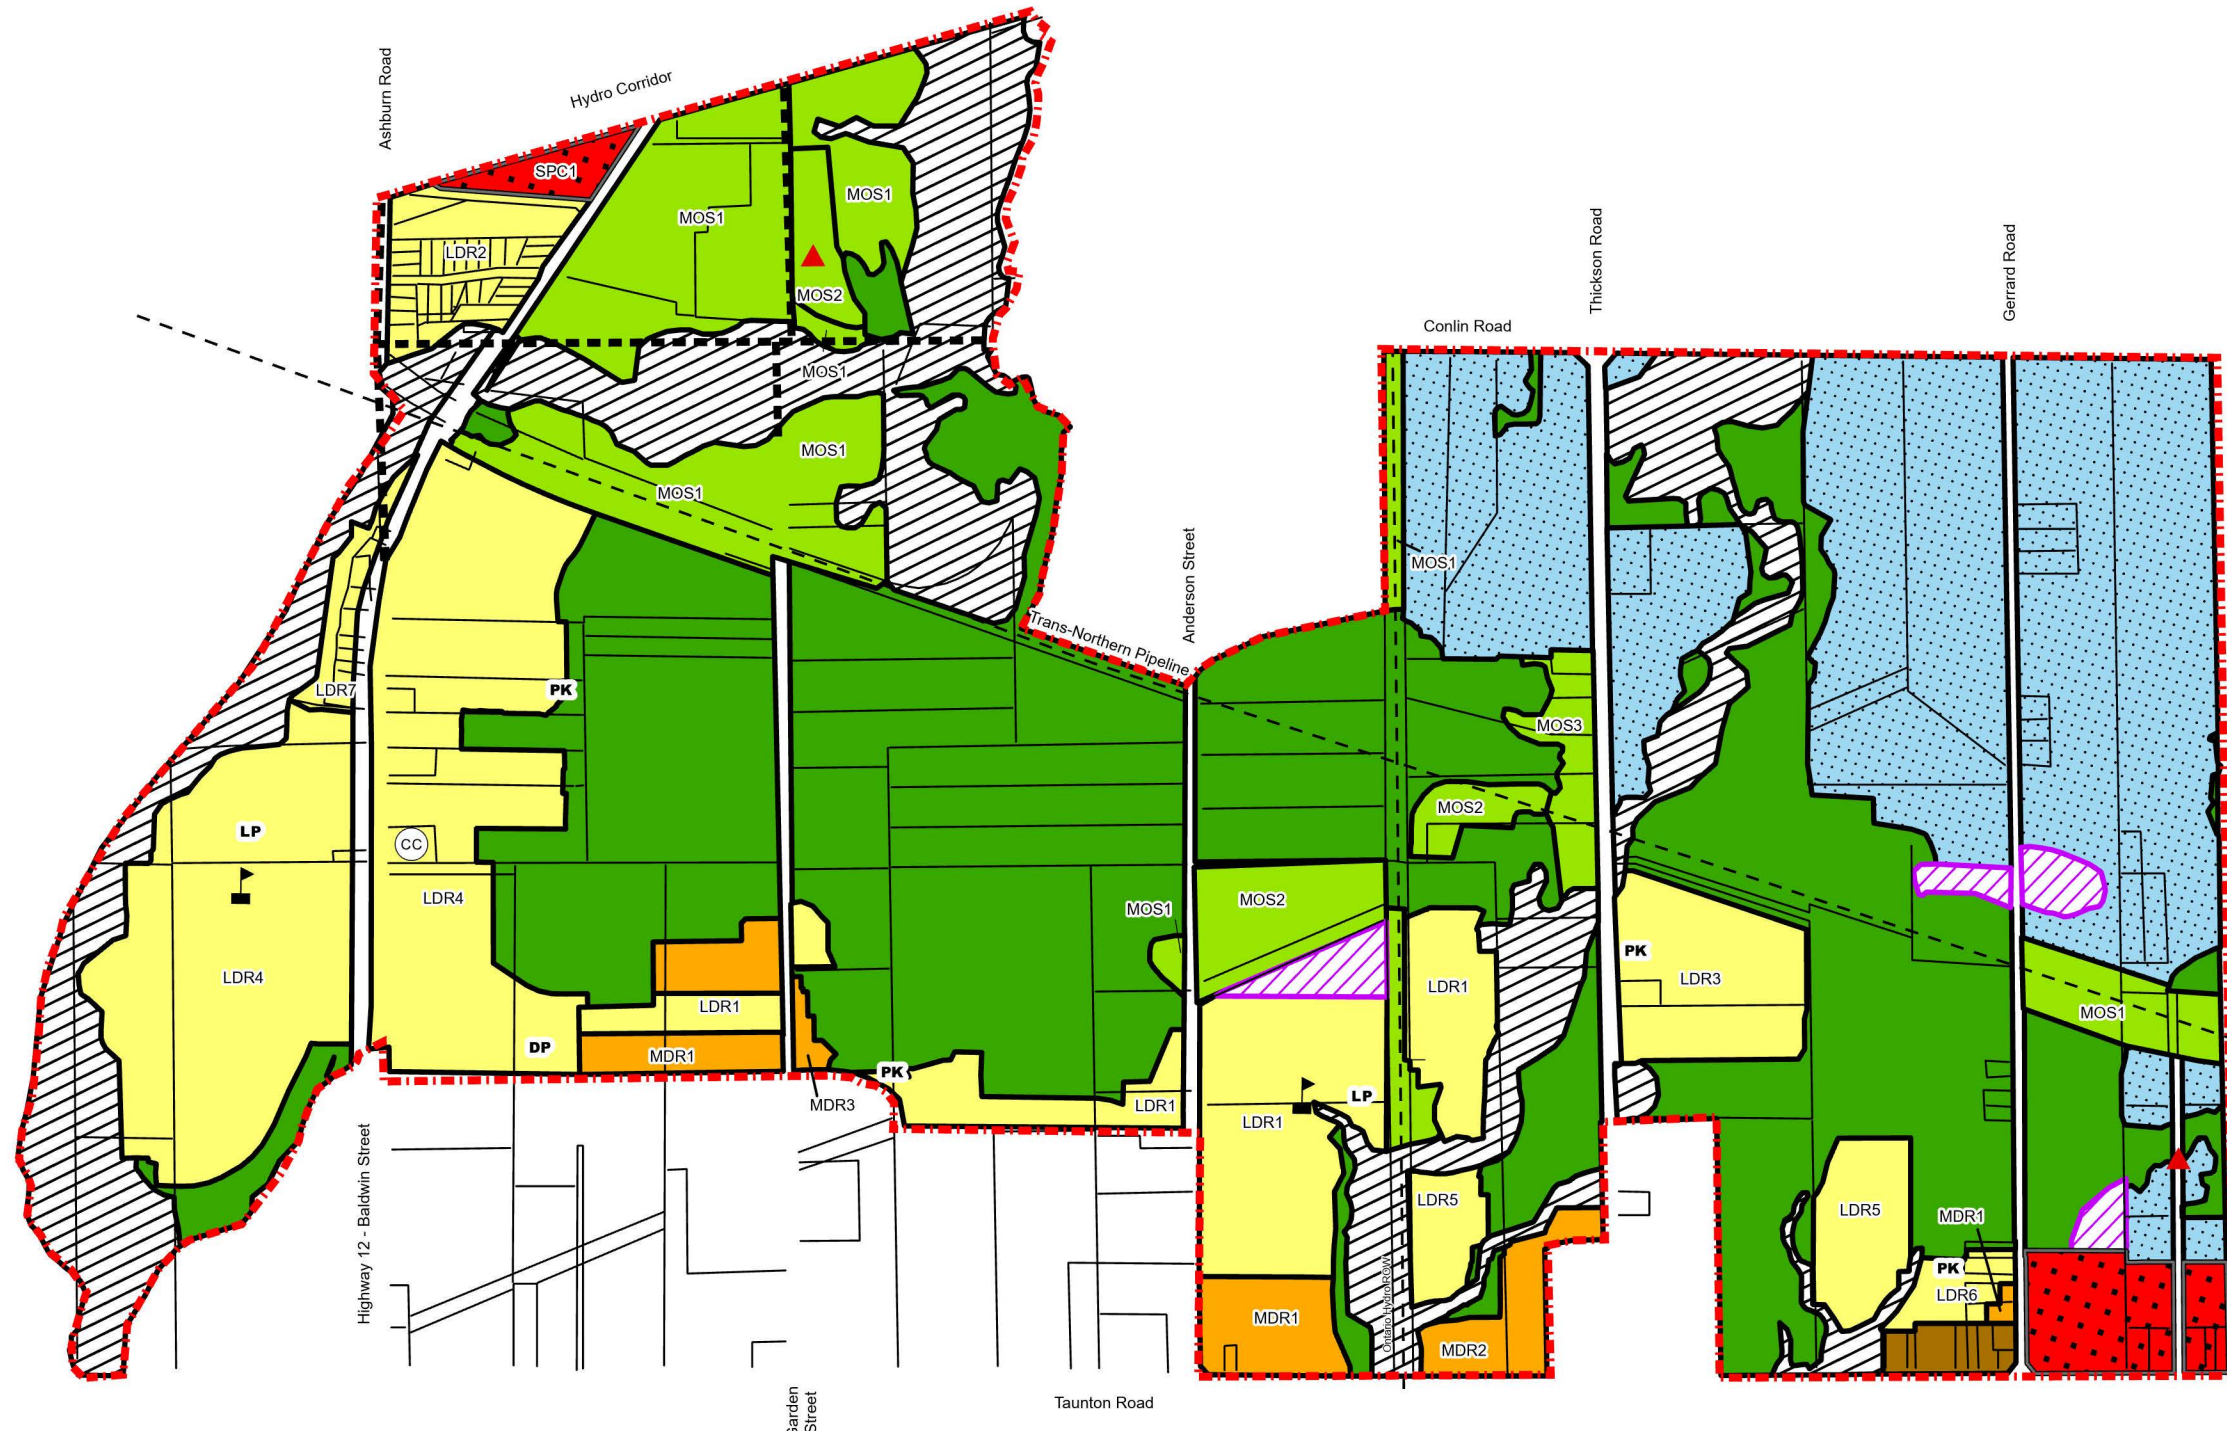 Ashburn Road
Hydro Corridor
SPC1
MOS1
MOS1
LDR2
MOS2
Thickson Road
Gerrard Road
Conlin Road
MOS1
MOS1
MOS1
Anderson Street
MOS1
Trans-Northern Pipeline
LDR7
PK
MOS3
MOS2
LP
CC
LDR4
MOS2
MOS1
PK
LDR4
LDR1
LDR3
LDR1
MOS1
DP
MDR1
PK
MDR3
LDR1
LP
LDR1
LDR5
LDR5
MDR1
Highway 12 - Baldwin Street
PK
Ontario Hydro ROW
LDR6
MDR1
MDR2
Garden
Street
Taunton Road